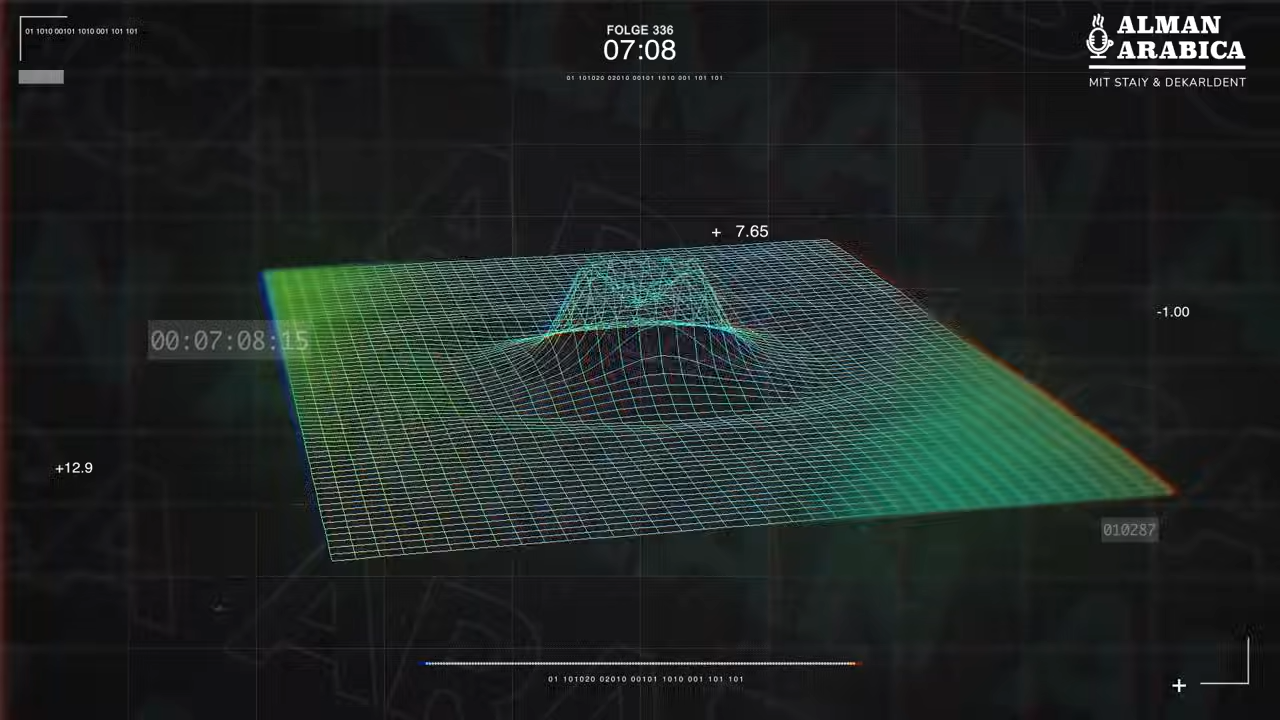 01 1010 00101 1010 001 101 101
FOLGE 336
07:08
01 101020 02010 00101 1010 001 101 101
ALMAN
ARABICA
MIT STAIY & DEKARLDENT
+ 7.65
-1.00
00:07:08:15
+12.9
010287
01 101020 02010 00101 1010 001 101 101
+